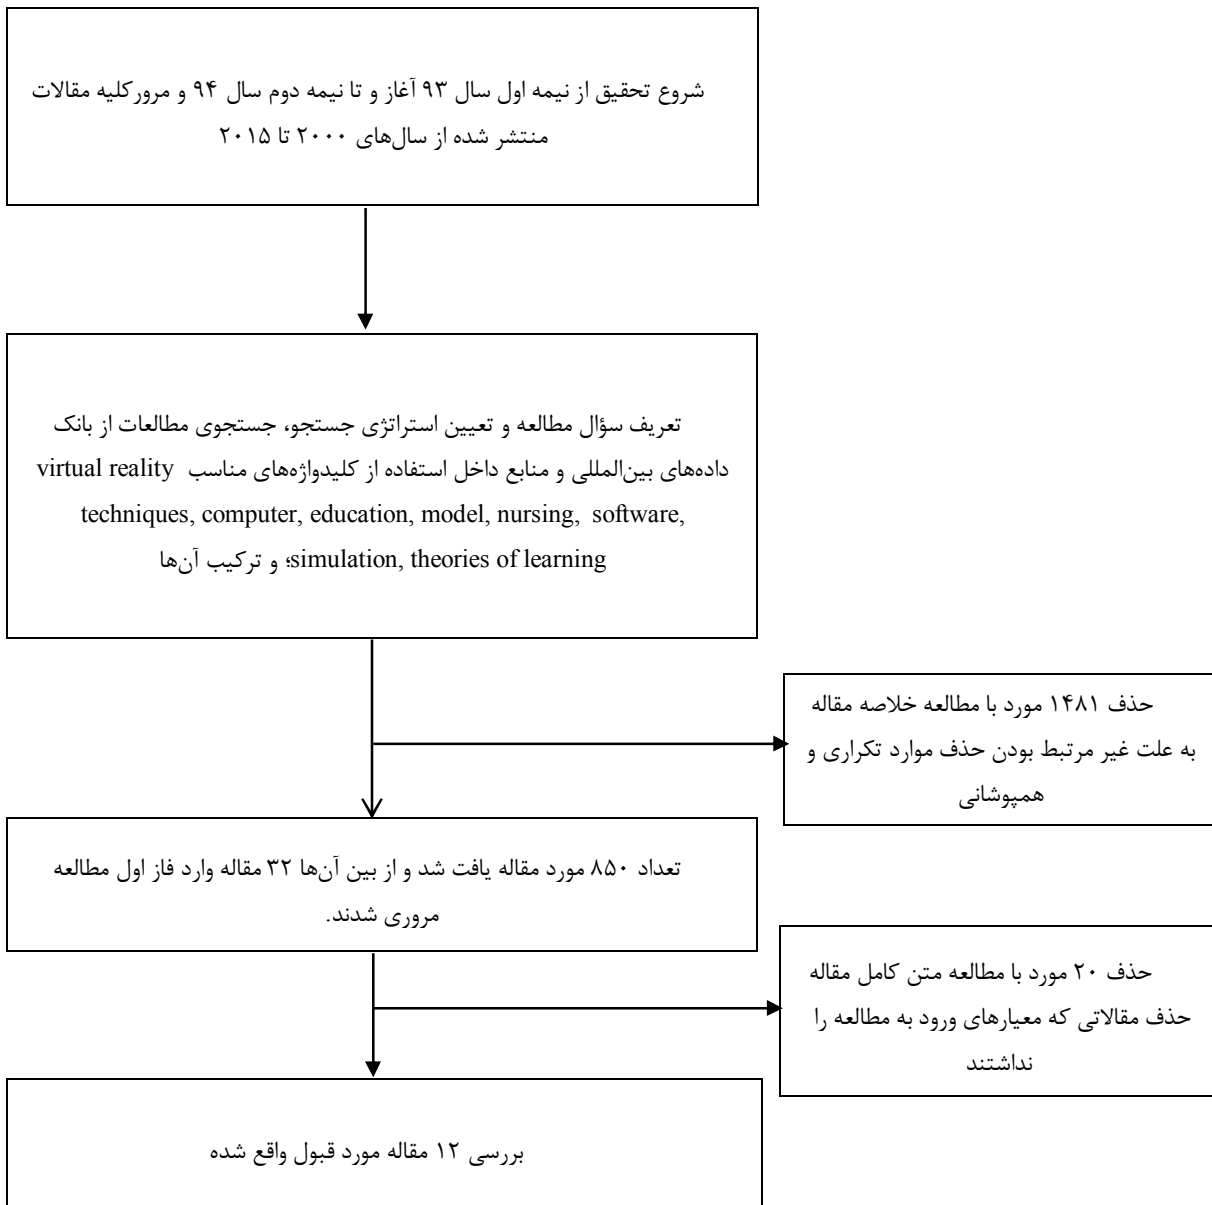 شروع تحقیق از نیمه اول سال ۹۳ آغاز و تا نیمه دوم سال ۹۴ و مرورکلیه مقالات
منتشر شده از سال‌های ۲۰۰۰ تا ۲۰۱۵
تعریف سؤال مطالعه و تعیین استراتژی جستجو، جستجوی مطالعات از بانک
داده‌های بین‌المللی و منابع داخل استفاده از کلیدواژه‌های مناسب virtual reality
techniques, computer, education, model, nursing, software,
simulation, theories of learning؛ و ترکیب آن‌ها
حذف ۱۴۸۱ مورد با مطالعه خلاصه مقاله
به علت غیر مرتبط بودن حذف موارد تکراری و
همپوشانی
تعداد ۸۵۰ مورد مقاله یافت شد و از بین آن‌ها ۳۲ مقاله وارد فاز اول مطالعه
مروری شدند.
حذف ۲۰ مورد با مطالعه متن کامل مقاله
حذف مقالاتی که معیارهای ورود به مطالعه را
نداشتند
بررسی ۱۲ مقاله مورد قبول واقع شده